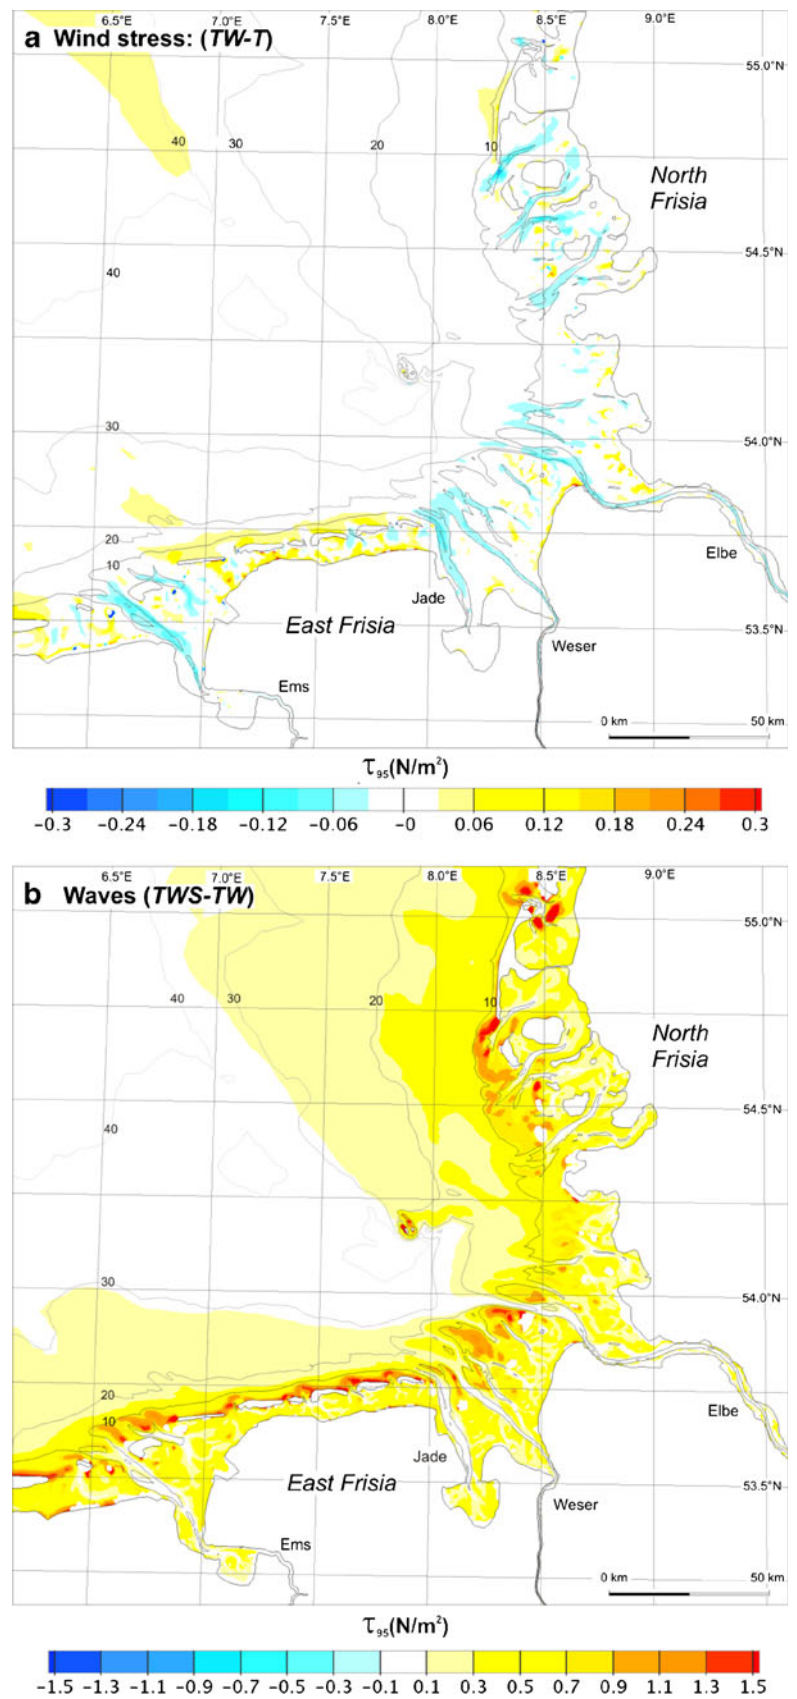 6.5°E 7.0°E 8.0°E 8.5°E 9.0°E
a Wind stress: (TW-T)
55.0°N
40 30 20 10
North
Frisia
54.5°N
40
30
54.0°N
20
10
Elbe
Jade
East Frisia
53.5°N
Weser
Ems
0 km 50 km
τ95(N/m²)
−0.3 −0.24 −0.18 −0.12 −0.06 −0 0.06 0.12 0.18 0.24 0.3
6.5°E 7.0°E 8.0°E 8.5°E 9.0°E
b Waves (TWS-TW)
55.0°N
40 30 20 10
North
Frisia
54.5°N
40
30
54.0°N
20
10
Elbe
Jade
East Frisia
53.5°N
Weser
Ems
0 km 50 km
τ95(N/m²)
−1.5 −1.3 −1.1 −0.9 −0.7 −0.5 −0.3 −0.1 0.1 0.3 0.5 0.7 0.9 1.1 1.3 1.5